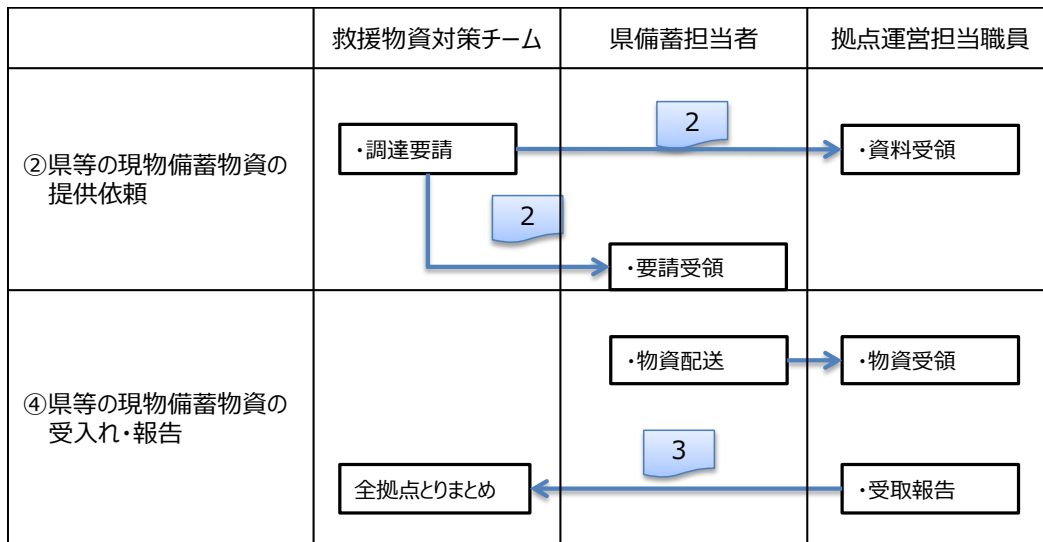 救援物資対策チーム
県備蓄担当者
拠点運営担当職員
②県等の現物備蓄物資の
提供依頼
・調達要請
2
・資料受領
2
・要請受領
④県等の現物備蓄物資の
受入れ・報告
・物資配送
・物資受領
3
全拠点とりまとめ
・受取報告